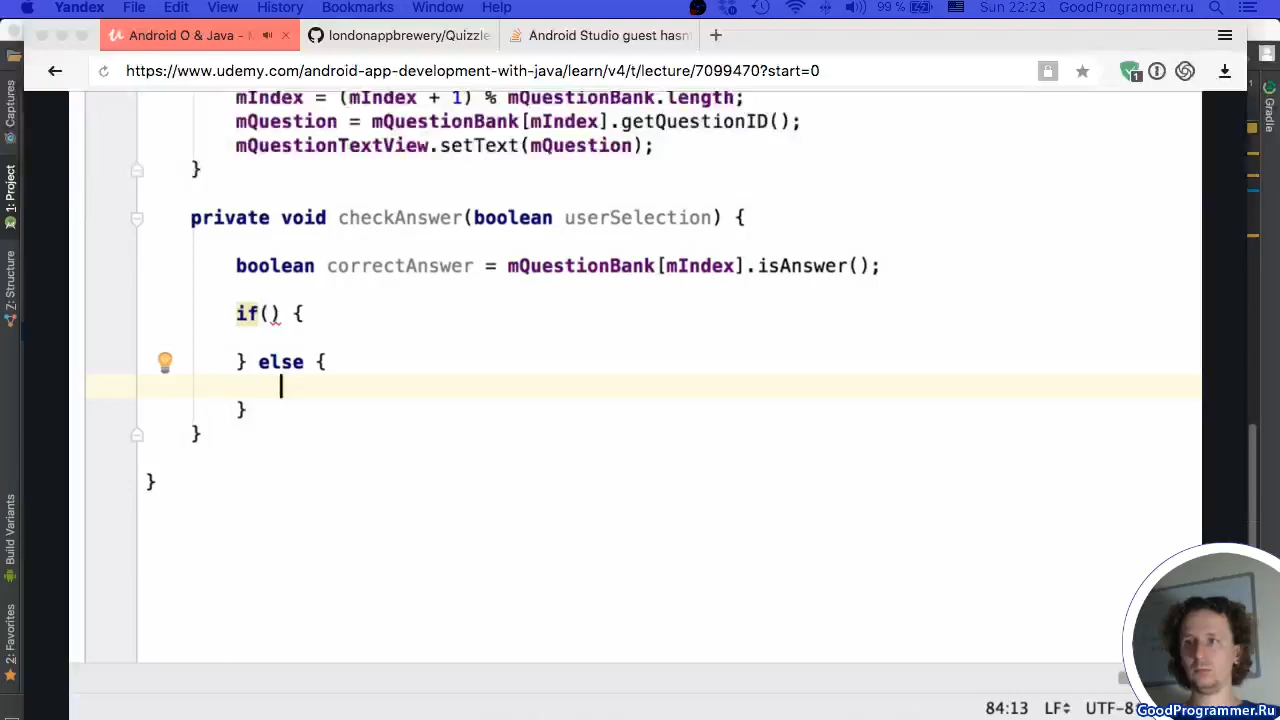 Yandex File Edit View History Bookmarks Window Help 99 % Sun 22:23 GoodProgrammer.ru
Android O & Java - londonappbrewery/Quizzle Android Studio guest hasn
https://www.udemy.com/android-app-development-with-java/learn/v4/t/lecture/7099470?start=0
Captures
1: Project
Z: Structure
Build Variants
2: Favorites
Gradle
mIndex = (mIndex + 1) % mQuestionBank.length;
mQuestion = mQuestionBank[mIndex].getQuestionID();
mQuestionTextView.setText(mQuestion);
}
private void checkAnswer(boolean userSelection) {
boolean correctAnswer = mQuestionBank[mIndex].isAnswer();
if() {
} else {
}
}
}
84:13 LF UTF-8
GoodProgrammer.Ru